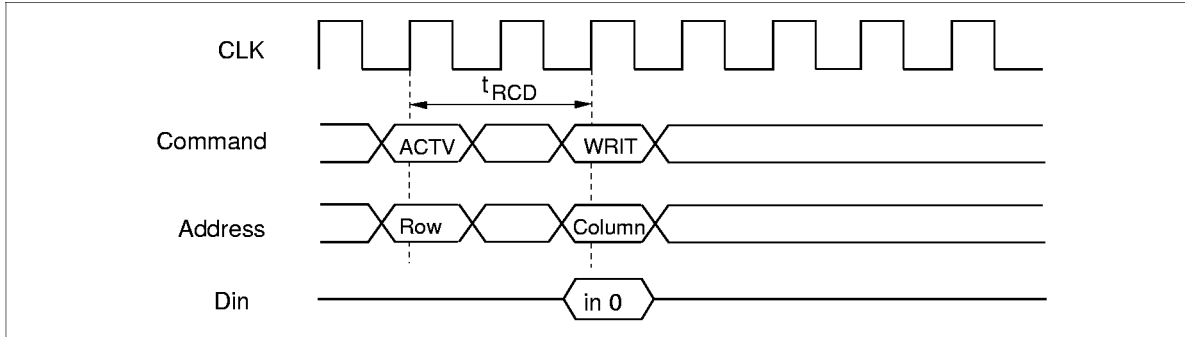 CLK
tRCD
Command ACTV WRIT
Address Row Column
Din in 0